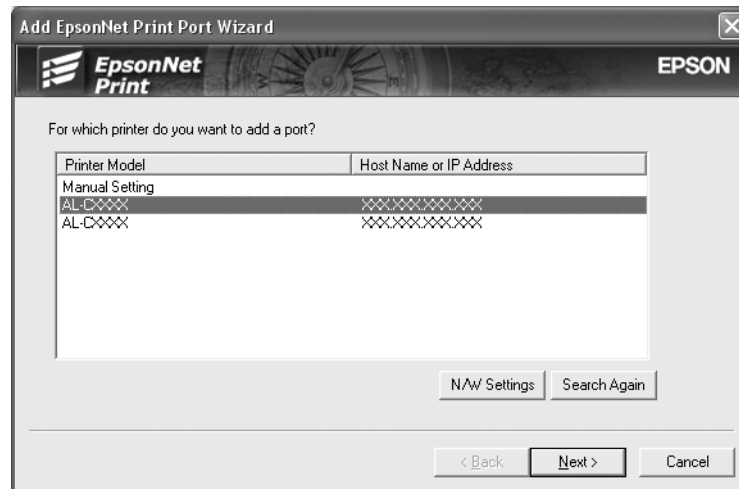 Add EpsonNet Print Port Wizard
EpsonNet
Print
EPSON
For which printer do you want to add a port?
Printer Model Host Name or IP Address
Manual Setting
AL-CXXXX XXX.XXX.XXX.XXX
AL-CXXXX XXX.XXX.XXX.XXX
N/W Settings Search Again
< Back Next > Cancel